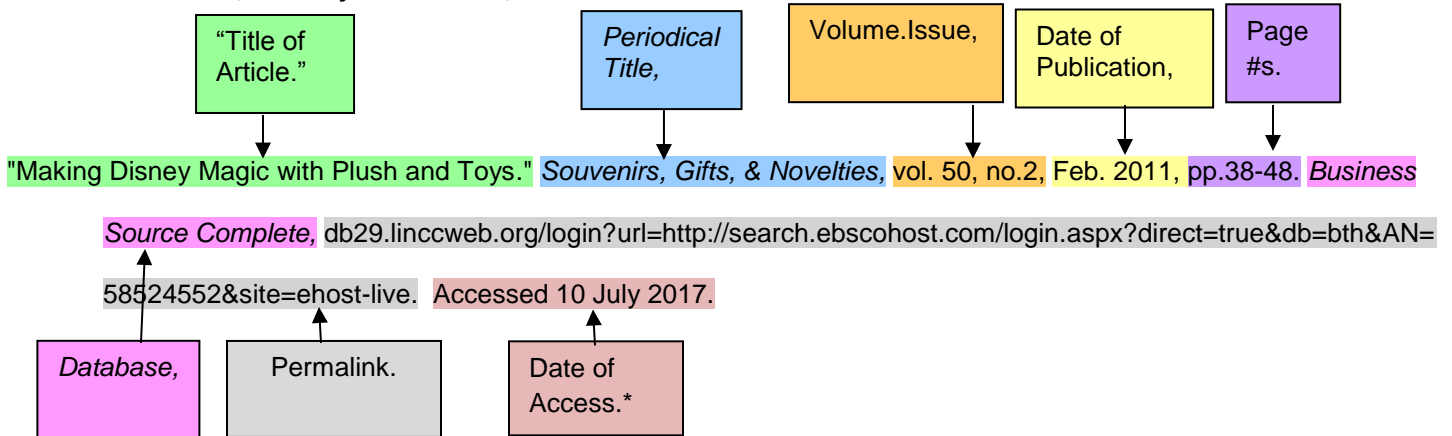 “Title of
Article.”
Periodical
Title,
Volume.Issue,
Date of
Publication,
Page
#s.
"Making Disney Magic with Plush and Toys." Souvenirs, Gifts, & Novelties, vol. 50, no.2, Feb. 2011, pp.38-48. Business
Source Complete, db29.linccweb.org/login?url=http://search.ebscohost.com/login.aspx?direct=true&db=bth&AN=
58524552&site=ehost-live. Accessed 10 July 2017.
Database,
Permalink.
Date of
Access.*